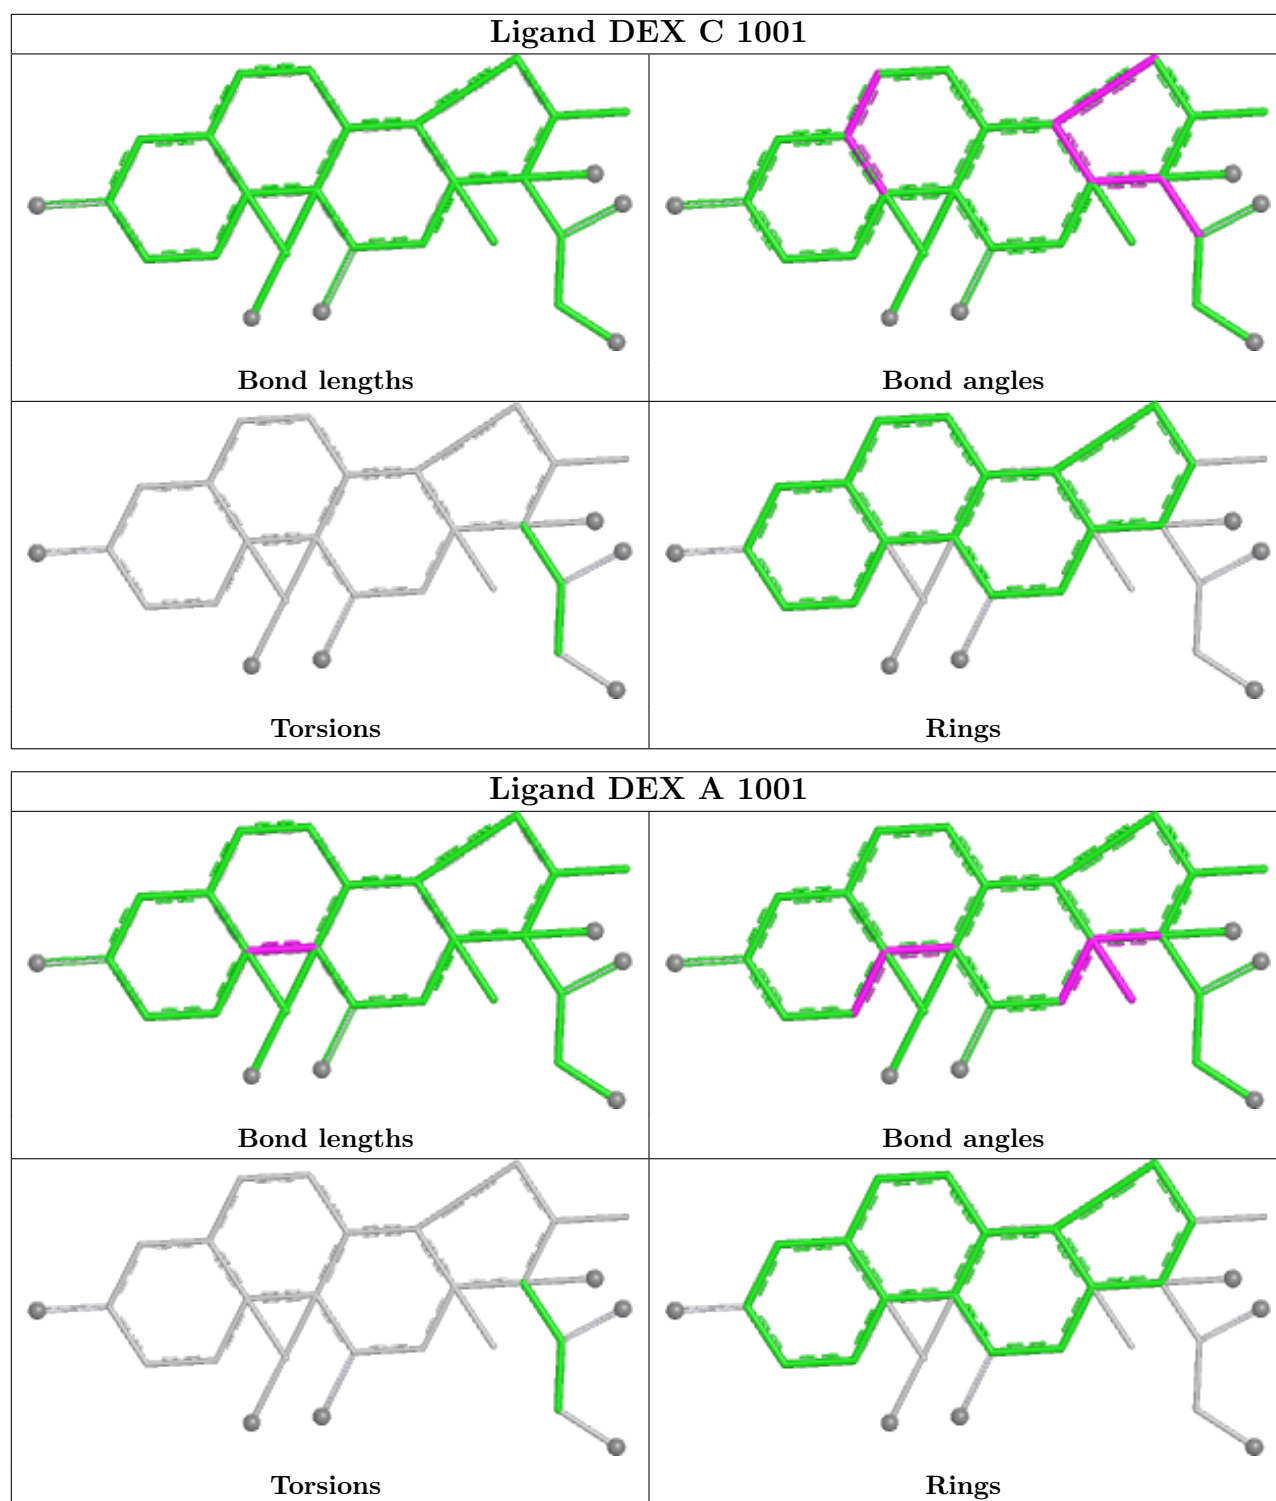 Ligand DEX C 1001
Bond lengths
Bond angles
Torsions
Rings
Ligand DEX A 1001
Bond lengths
Bond angles
Torsions
Rings